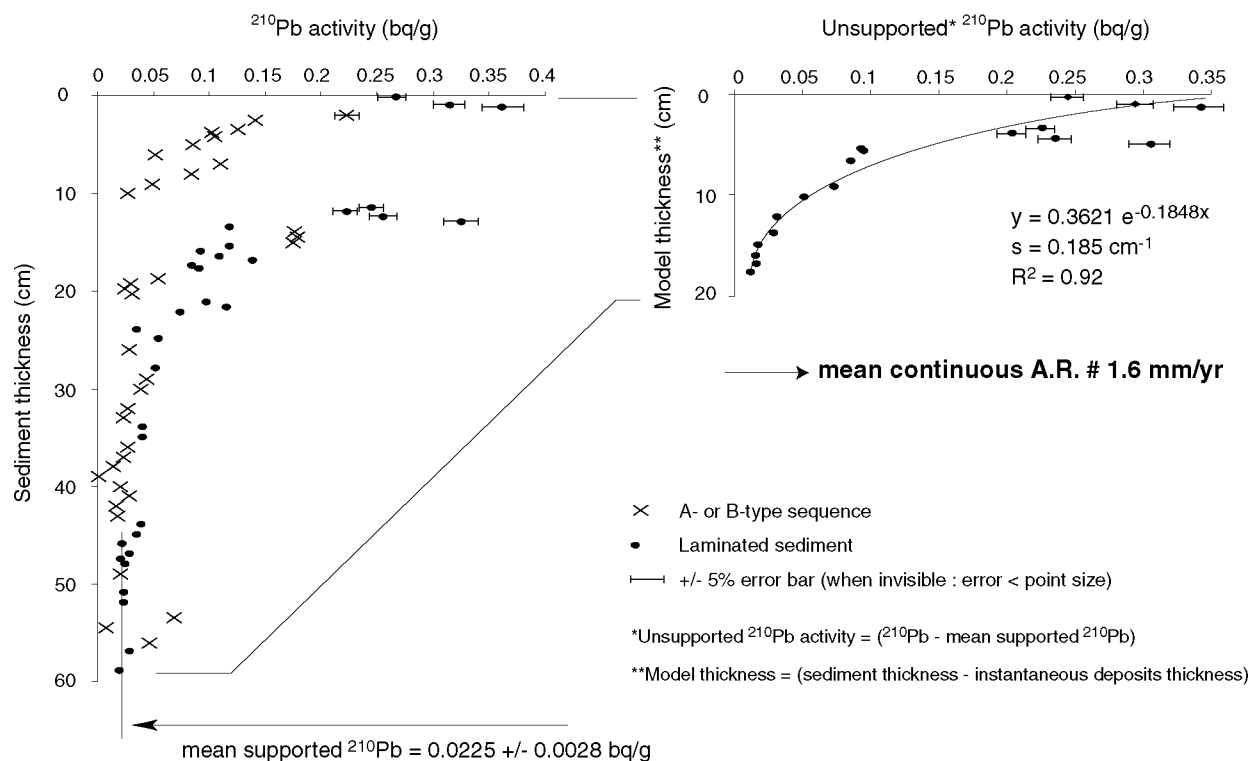 ²¹⁰Pb activity (bq/g)
0 0.05 0.1 0.15 0.2 0.25 0.3 0.35 0.4
Sediment thickness (cm)
0
10
20
30
40
50
60
mean supported ²¹⁰Pb = 0.0225 +/- 0.0028 bq/g
Unsupported* ²¹⁰Pb activity (bq/g)
0 0.05 0.1 0.15 0.2 0.25 0.3 0.35
Model thickness** (cm)
0
10
20
y = 0.3621 e⁻⁰·¹⁸⁴⁸ˣ
s = 0.185 cm⁻¹
R² = 0.92
mean continuous A.R. # 1.6 mm/yr
A- or B-type sequence
Laminated sediment
+/- 5% error bar (when invisible : error < point size)
*Unsupported ²¹⁰Pb activity = (²¹⁰Pb - mean supported ²¹⁰Pb)
**Model thickness = (sediment thickness - instantaneous deposits thickness)